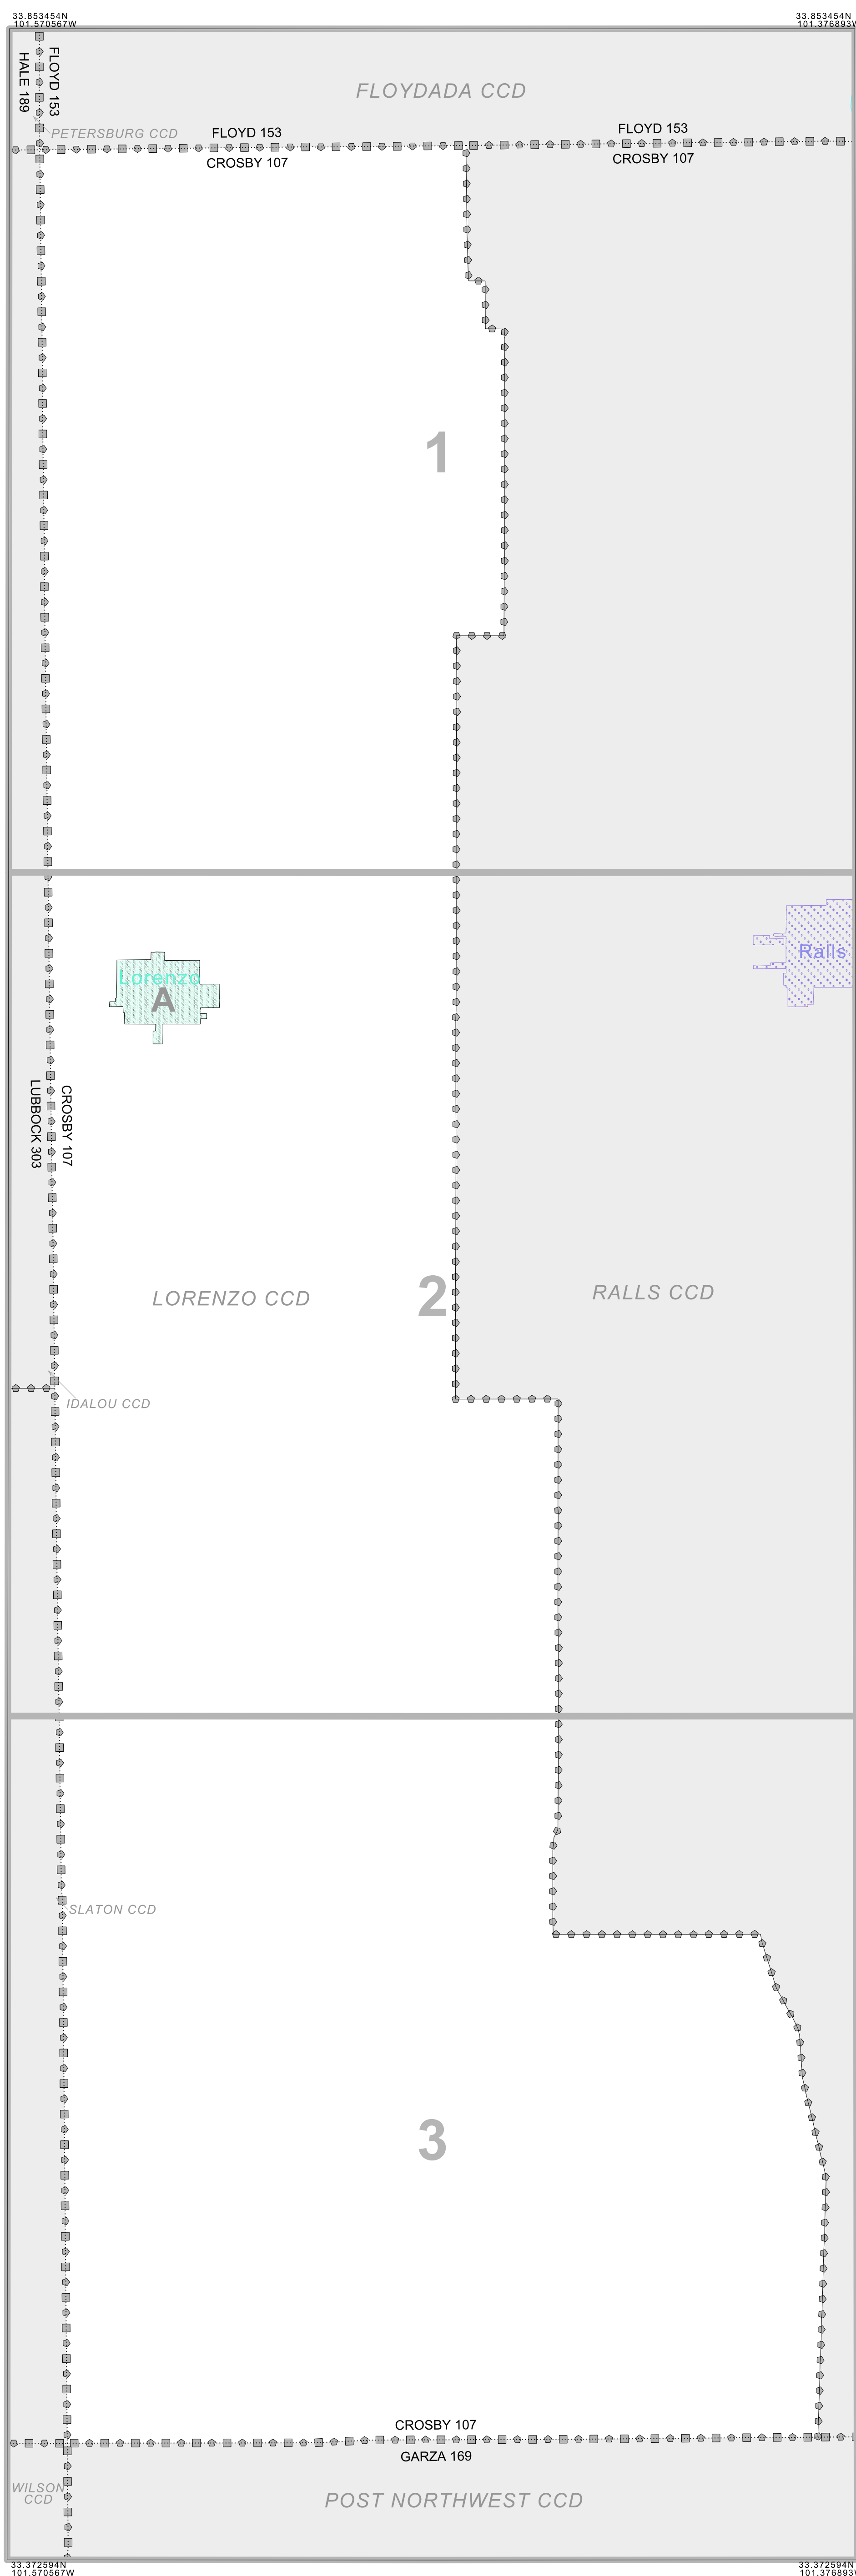 33.853454N
101.570567W
33.853454N
101.376893W
HALE 189
FLOYD 153
FLOYDADA CCD
PETERSBURG CCD
FLOYD 153
CROSBY 107
FLOYD 153
CROSBY 107
1
Lorenzo
A
Ralls
LUBBOCK 303
CROSBY 107
LORENZO CCD
2
RALLS CCD
IDALOU CCD
SLATON CCD
3
CROSBY 107
GARZA 169
WILSON
CCD
POST NORTHWEST CCD
33.372594N
101.570567W
33.372594N
101.376893W